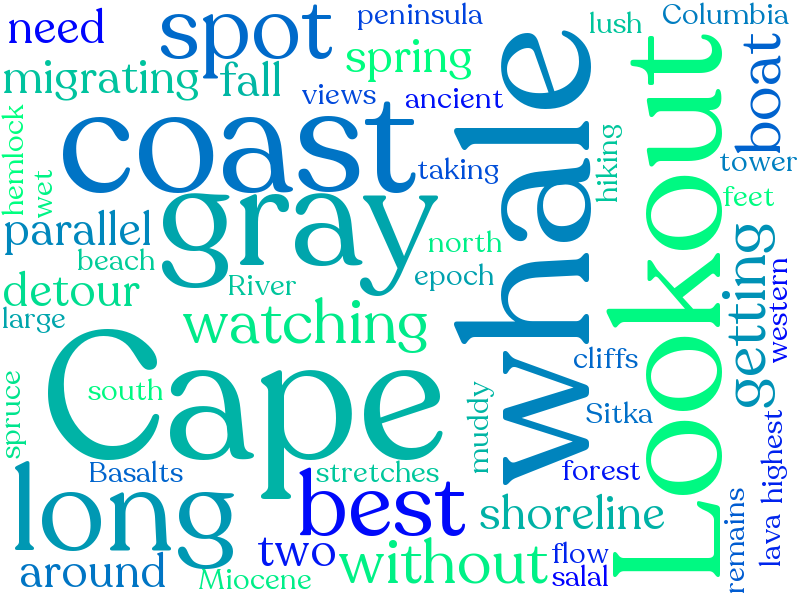 need
spot
peninsula
lush
Columbia
migrating
fall
spring
views
ancient
whale
Lookout
boat
coast
hemlock
wet
taking
hiking
tower
feet
gray
parallel
north
beach
epoch
River
detour
large
watching
getting
western
Cape
south
cliffs
spruce
muddy
Sitka
Basalts
stretches
forest
highest
long
best
shoreline
remains
lava
two
without
flow
around
Miocene
salal